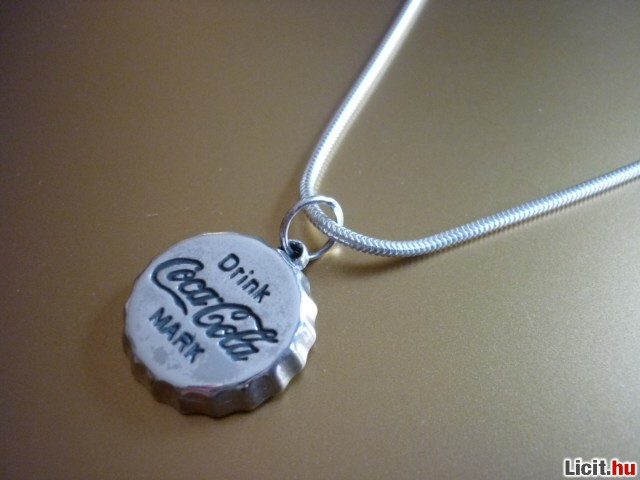 Drink
Coca-Cola
MARK
Licit.hu